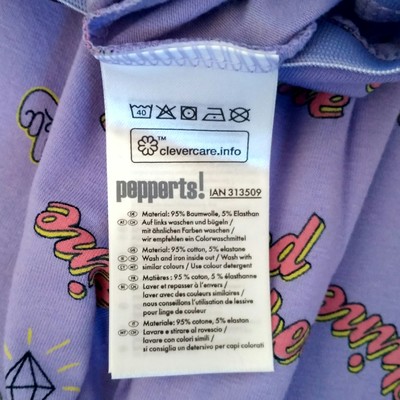 40
clevercare.info
TM
pepperts! IAN 313509
Material: 95% Baumwolle, 5% Elasthan
Auf links waschen und bügeln /
mit ähnlichen Farben waschen /
wir empfehlen ein Colorwaschmittel
Material: 95% cotton, 5% elastane
Wash and iron inside out / Wash with
similar colours / Use colour detergent
Matières : 95 % coton, 5 % élasthanne
Laver et repasser à l'envers /
laver avec des couleurs similaires /
nous conseillons l'utilisation de lessive
pour linge de couleur
Materiale: 95% cotone, 5% elastan
Lavare e stirare al rovescio /
lavare con colori simili /
si consiglia un detersivo per capi colorati